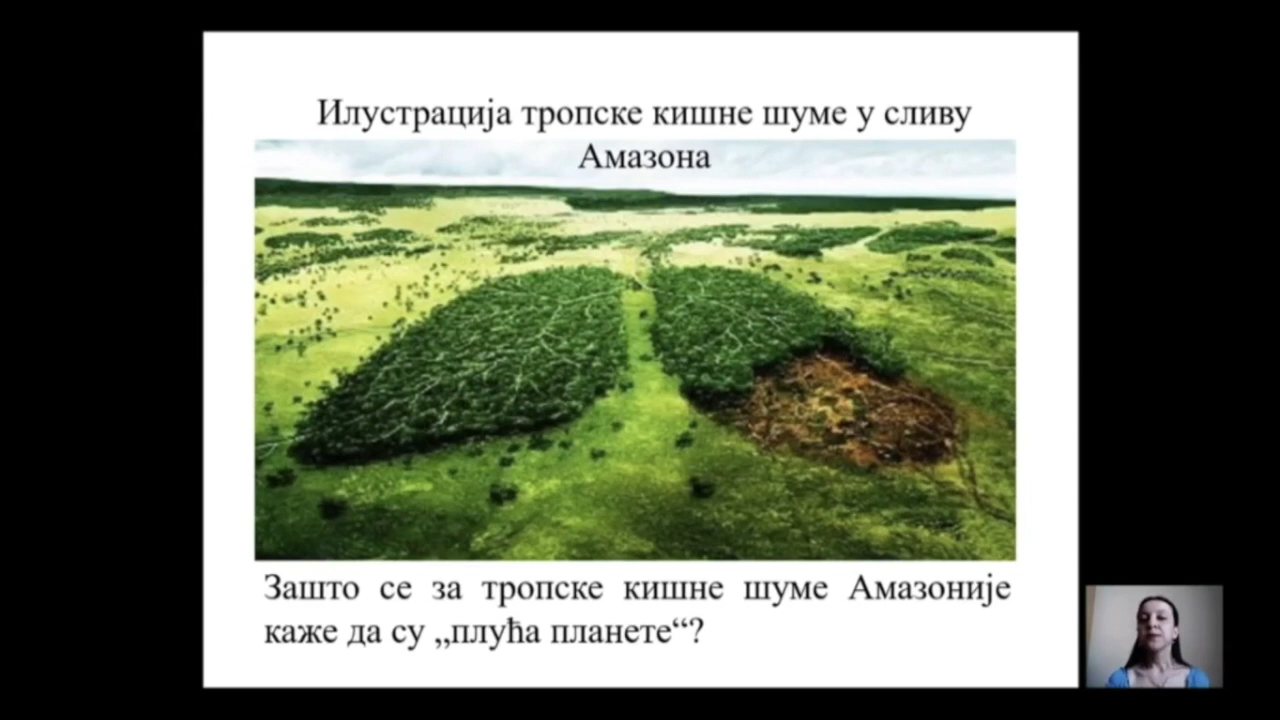 Илустрација тропске кишне шуме у сливу
Амазона
Зашто се за тропске кишне шуме Амазоније
каже да су „плућа планете“?